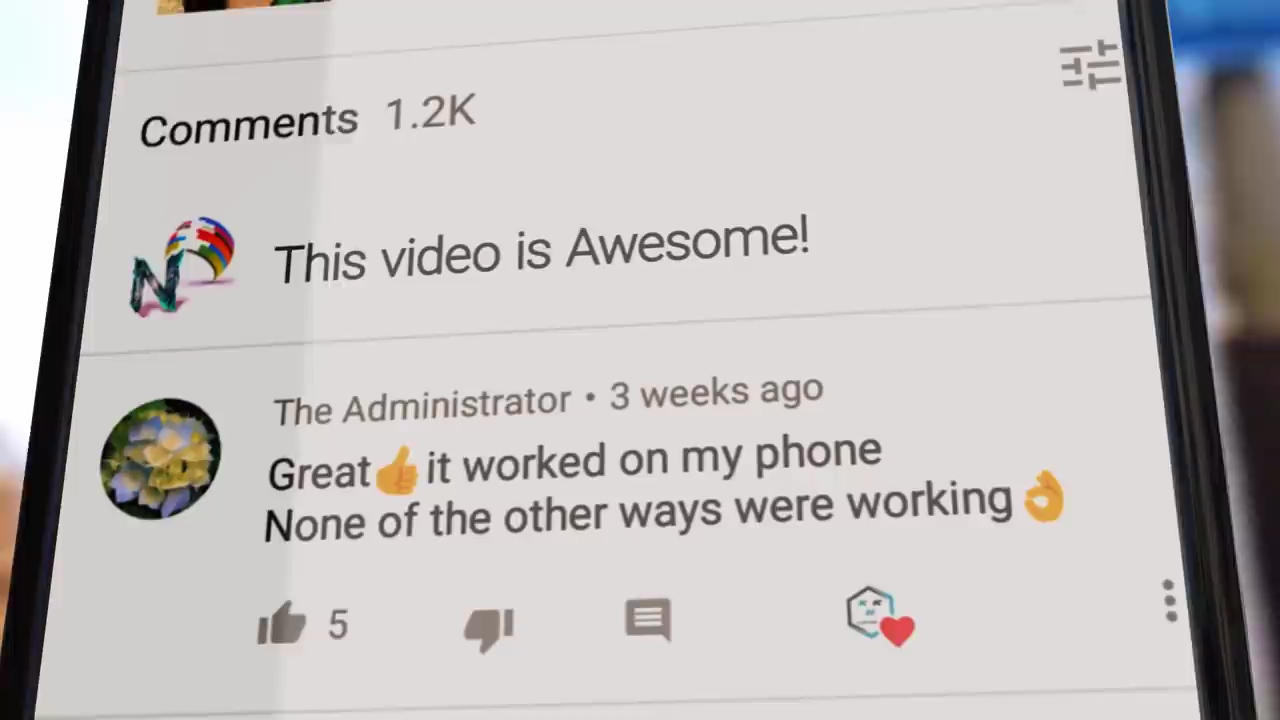 Comments 1.2K
This video is Awesome!
The Administrator • 3 weeks ago
Great👍it worked on my phone
None of the other ways were working👌
5
N